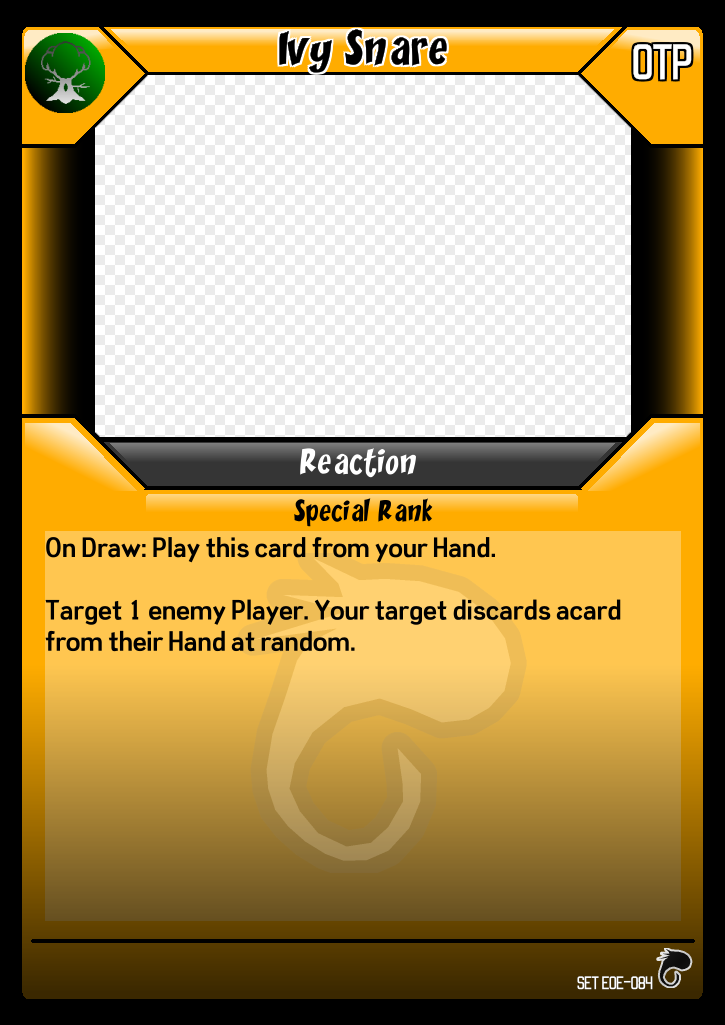 Ivy Snare
OTP
Reaction
Special Rank
On Draw: Play this card from your Hand.
Target 1 enemy Player. Your target discards acard
from their Hand at random.
SET EOE-084